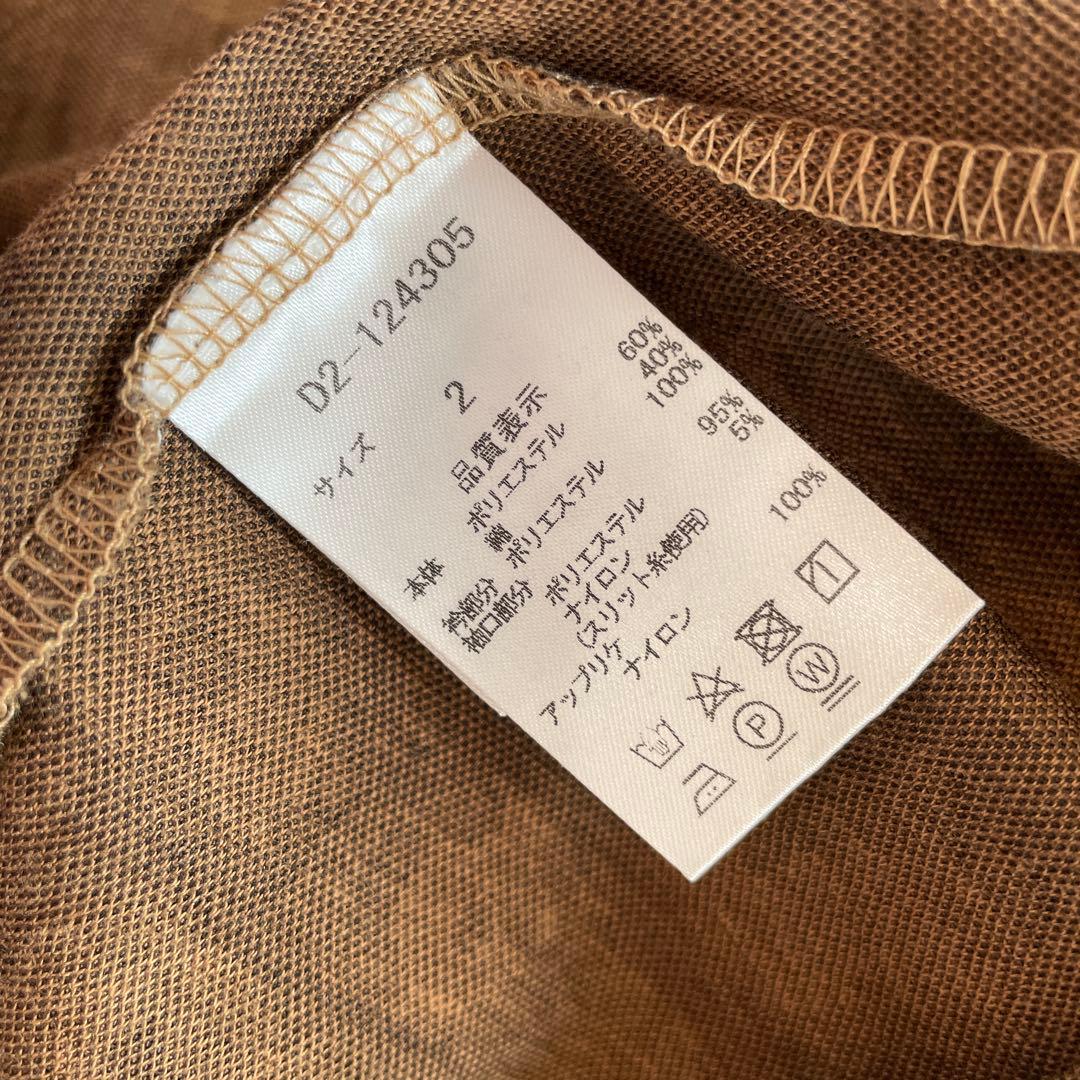 D2-124305
サイズ 2
品質表示
本体 ポリエステル 60%
綿 40%
衿部分 ポリエステル 100%
袖口部分
ポリエステル 95%
ナイロン 5%
(スリット糸使用)
アップリケ
ナイロン 100%
W
P
W